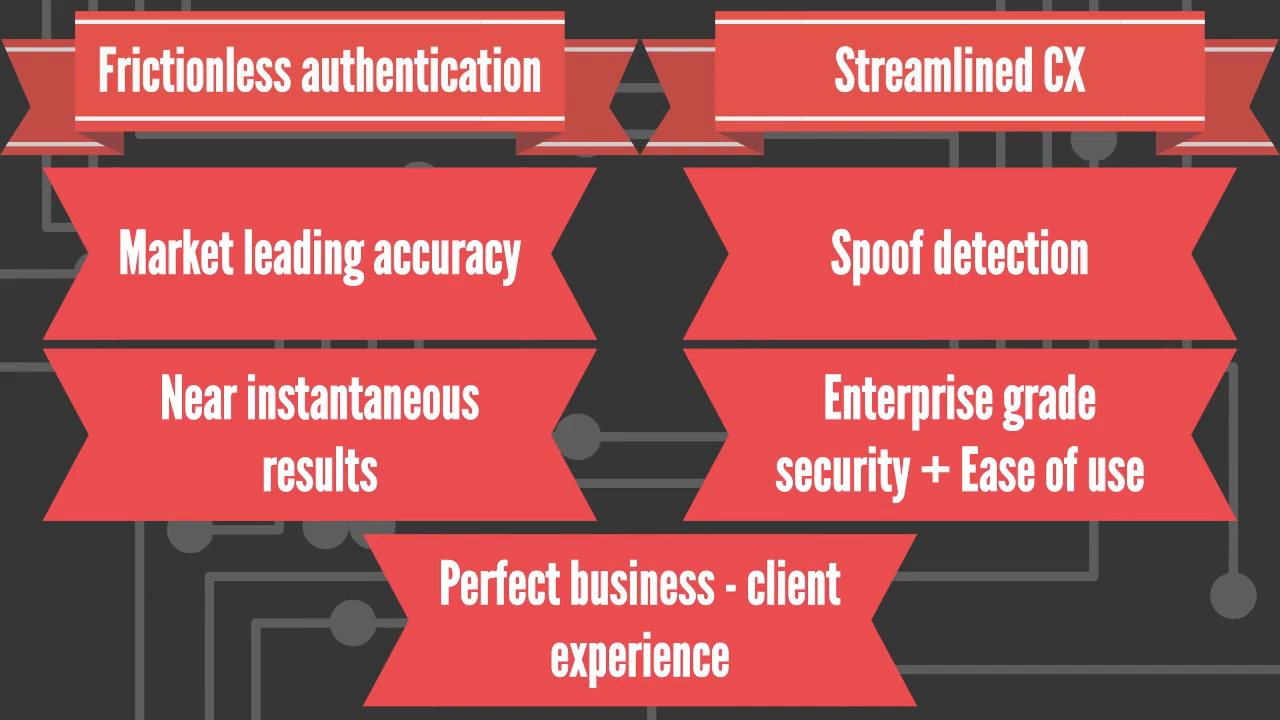 Frictionless authentication
Streamlined CX
Market leading accuracy
Spoof detection
Near instantaneous
results
Enterprise grade
security + Ease of use
Perfect business - client
experience